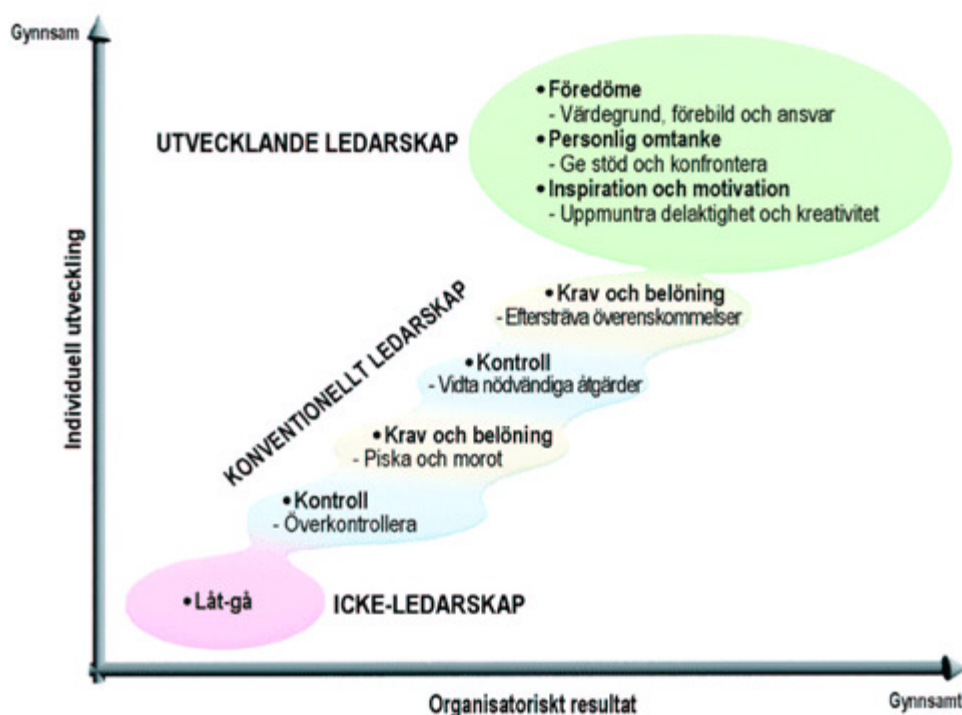 Gynnsam
• Föredöme
- Värdegrund, förebild och ansvar
UTVECKLANDE LEDARSKAP
• Personlig omtanke
- Ge stöd och konfrontera
• Inspiration och motivation
- Uppmuntra delaktighet och kreativitet
Individuell utveckling
KONVENTIONELLT LEDARSKAP
• Krav och belöning
- Eftersträva överenskommelser
• Kontroll
- Vidta nödvändiga åtgärder
• Krav och belöning
- Piska och morot
• Kontroll
- Överkontrollera
• Låt-gå
ICKE-LEDARSKAP
Organisatoriskt resultat
Gynnsamt